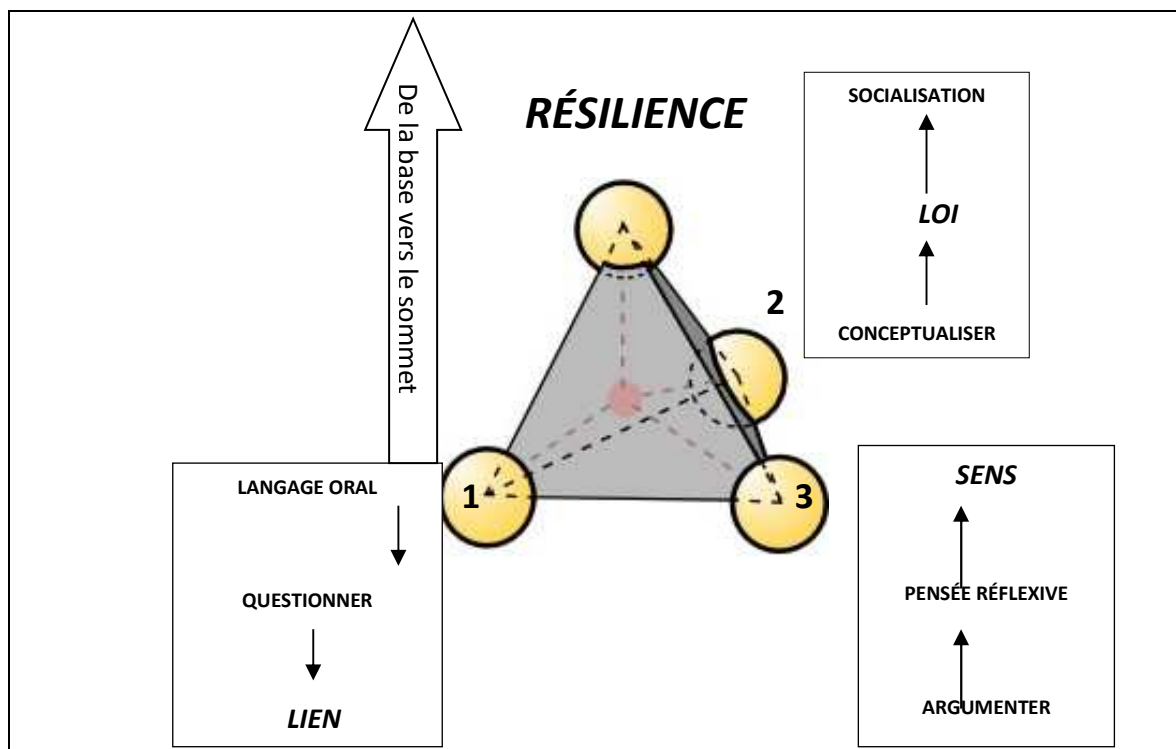 De la base vers le sommet
RÉSILIENCE
SOCIALISATION
LOI
CONCEPTUALISER
2
1
3
LANGAGE ORAL
QUESTIONNER
LIEN
SENS
PENSÉE RÉFLEXIVE
ARGUMENTER